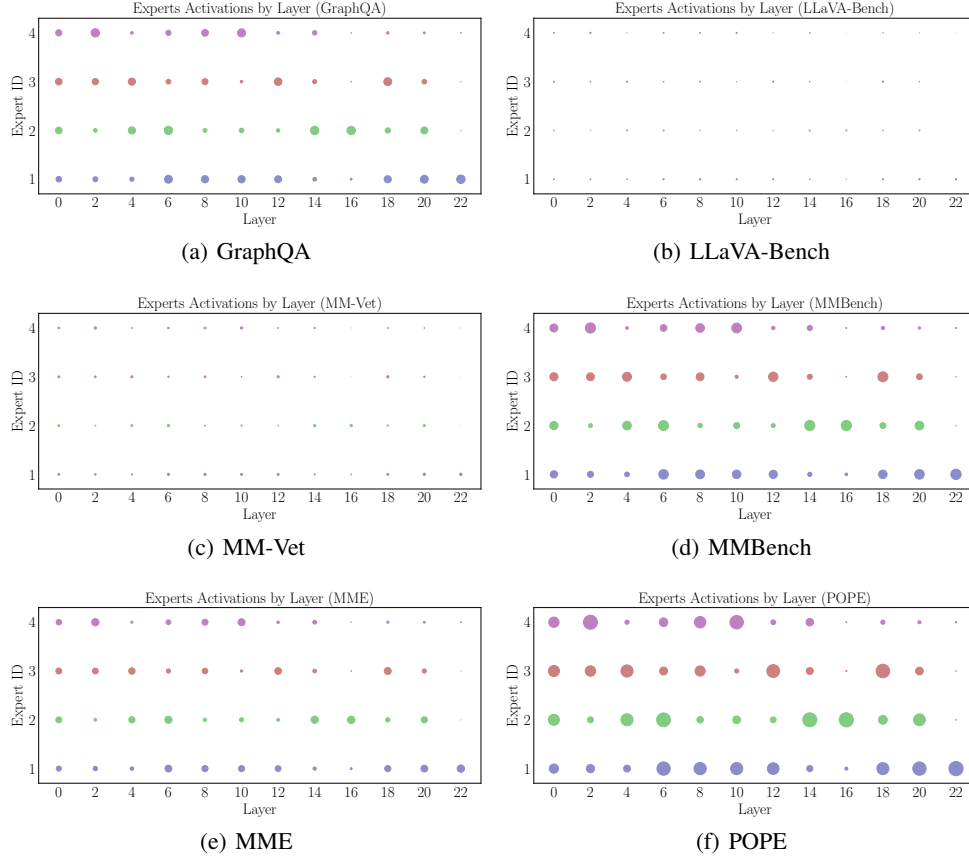 Experts Activations by Layer (GraphQA)
Expert ID
4
3
2
1
0 2 4 6 8 10 12 14 16 18 20 22
Layer
(a) GraphQA
Experts Activations by Layer (LLaVA-Bench)
Expert ID
4
3
2
1
0 2 4 6 8 10 12 14 16 18 20 22
Layer
(b) LLaVA-Bench
Experts Activations by Layer (MM-Vet)
Expert ID
4
3
2
1
0 2 4 6 8 10 12 14 16 18 20 22
Layer
(c) MM-Vet
Experts Activations by Layer (MMBench)
Expert ID
4
3
2
1
0 2 4 6 8 10 12 14 16 18 20 22
Layer
(d) MMBench
Experts Activations by Layer (MME)
Expert ID
4
3
2
1
0 2 4 6 8 10 12 14 16 18 20 22
Layer
(e) MME
Experts Activations by Layer (POPE)
Expert ID
4
3
2
1
0 2 4 6 8 10 12 14 16 18 20 22
Layer
(f) POPE